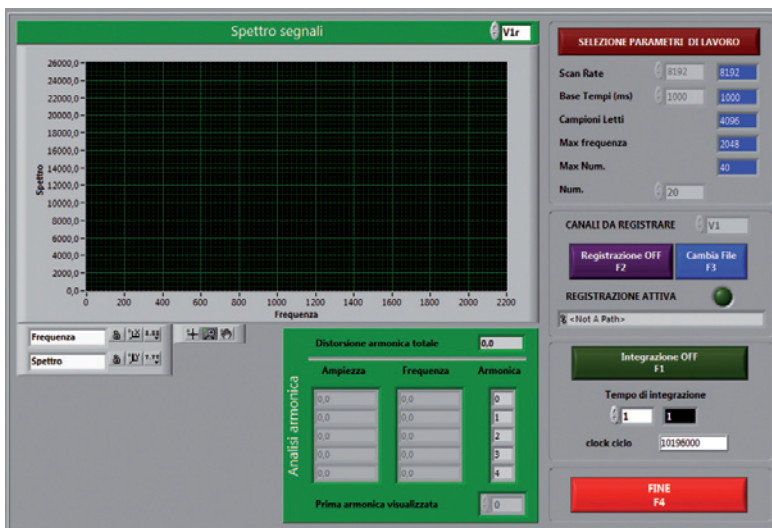 Spettro segnali
V1r
26000,0
24000,0
22000,0
20000,0
18000,0
16000,0
14000,0
12000,0
10000,0
8000,0
6000,0
4000,0
2000,0
0,0
Spettro
0 200 400 600 800 1000 1200 1400 1600 1800 2000 2200
Frequenza
Frequenza
Spettro
Distorsione armonica totale 0,0
Analisi armonica
Ampiezza Frequenza Armonica
0,0 0,0 0
0,0 0,0 1
0,0 0,0 2
0,0 0,0 3
0,0 0,0 4
Prima armonica visualizzata 0
SELEZIONE PARAMETRI DI LAVORO
Scan Rate 8192 8192
Base Tempi (ms) 1000 1000
Campioni Letti 4096
Max frequenza 2048
Max Num. 40
Num. 20
CANALI DA REGISTRARE V1
Registrazione OFF
F2
Cambia File
F3
REGISTRAZIONE ATTIVA
<Not A Path>
Integrazione OFF
F1
Tempo di integrazione
1 1
clock ciclo 10196000
FINE
F4